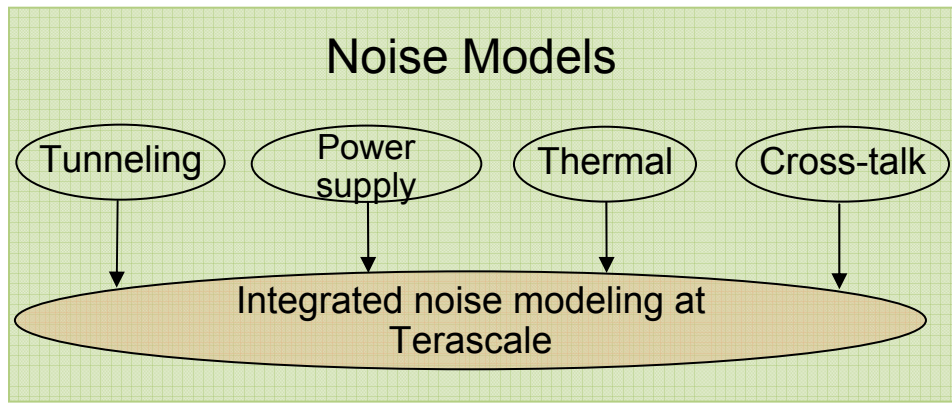 Noise Models
Tunneling
Power
supply
Thermal
Cross-talk
Integrated noise modeling at
Terascale